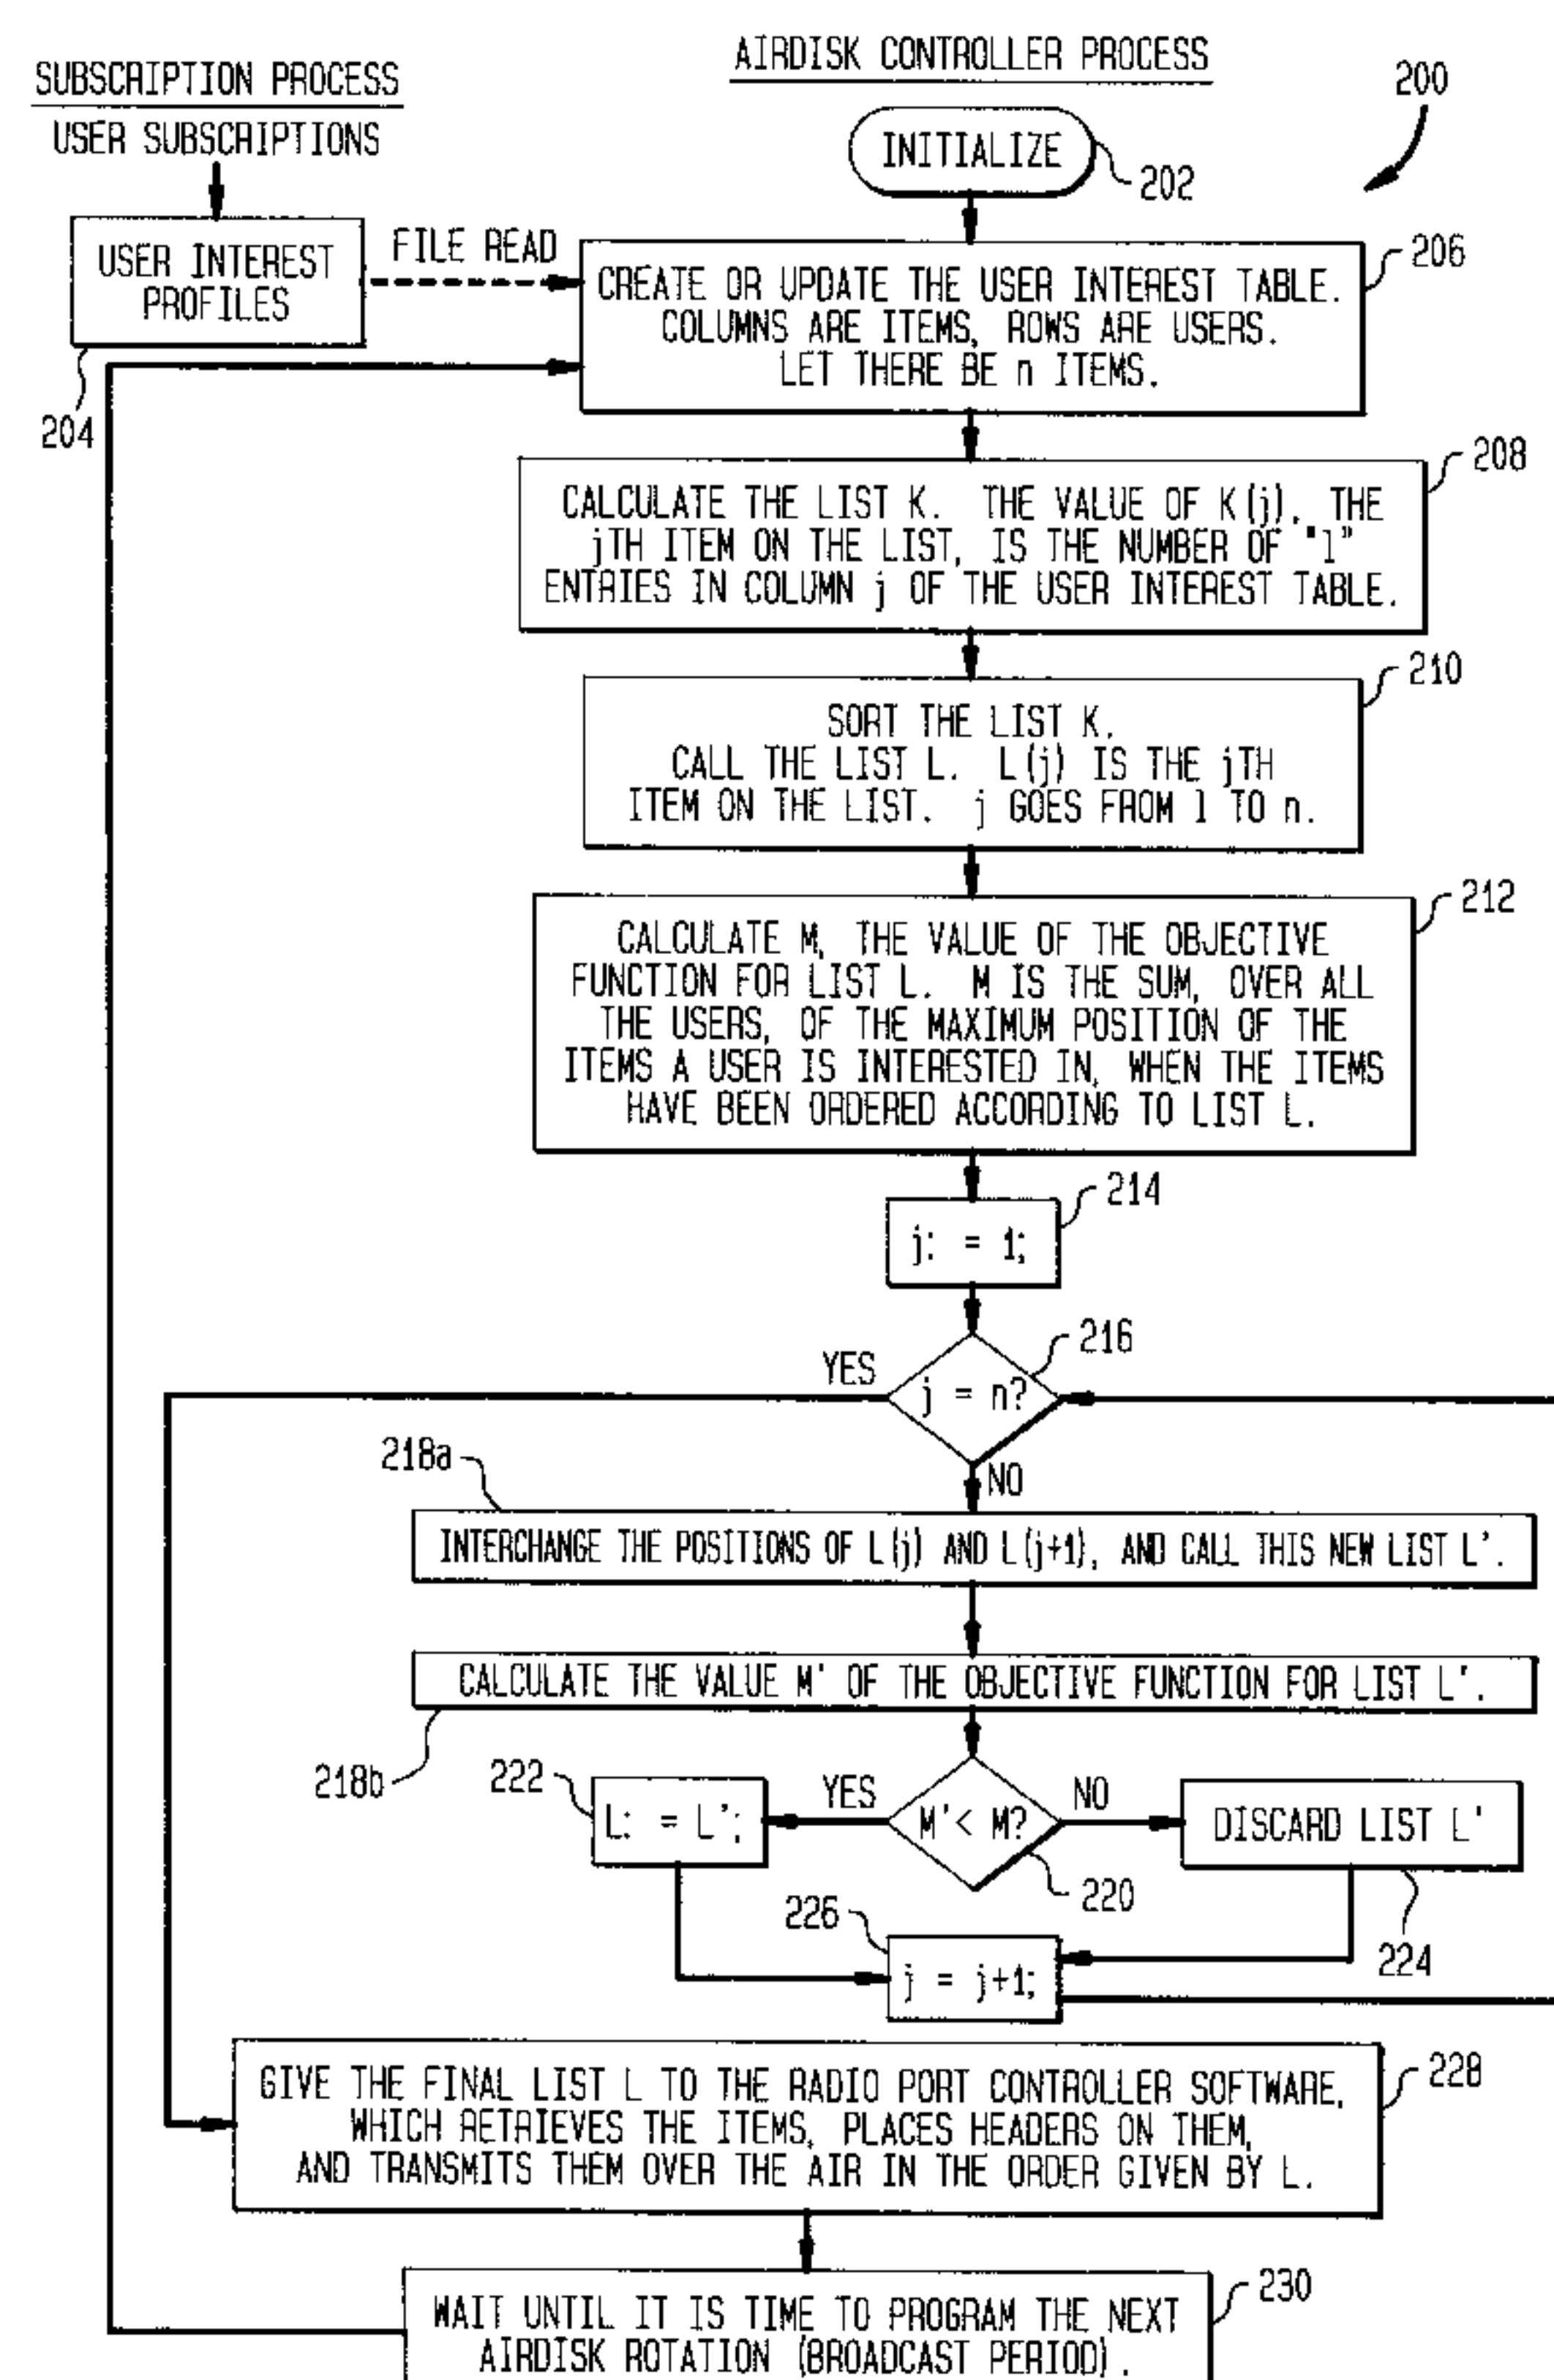 AIRDISK CONTROLLER PROCESS
SUBSCRIPTION PROCESS
USER SUBSCRIPTIONS
200
INITIALIZE
202
USER INTEREST
PROFILES
204
FILE READ
CREATE OR UPDATE THE USER INTEREST TABLE.
COLUMNS ARE ITEMS, ROWS ARE USERS.
LET THERE BE n ITEMS.
206
CALCULATE THE LIST K. THE VALUE OF K(j), THE
jTH ITEM ON THE LIST, IS THE NUMBER OF "1"
ENTRIES IN COLUMN j OF THE USER INTEREST TABLE.
208
SORT THE LIST K.
CALL THE LIST L. L(j) IS THE jTH
ITEM ON THE LIST. j GOES FROM 1 TO n.
210
CALCULATE M, THE VALUE OF THE OBJECTIVE
FUNCTION FOR LIST L. M IS THE SUM, OVER ALL
THE USERS, OF THE MAXIMUM POSITION OF THE
ITEMS A USER IS INTERESTED IN, WHEN THE ITEMS
HAVE BEEN ORDERED ACCORDING TO LIST L.
212
j: = 1;
214
j = n?
216
YES
NO
218a
INTERCHANGE THE POSITIONS OF L(j) AND L(j+1), AND CALL THIS NEW LIST L'.
CALCULATE THE VALUE M' OF THE OBJECTIVE FUNCTION FOR LIST L'.
218b
222
L: = L';
YES
M'< M?
NO
220
DISCARD LIST L'
224
226
j = j+1;
GIVE THE FINAL LIST L TO THE RADIO PORT CONTROLLER SOFTWARE,
WHICH RETRIEVES THE ITEMS, PLACES HEADERS ON THEM,
AND TRANSMITS THEM OVER THE AIR IN THE ORDER GIVEN BY L.
228
WAIT UNTIL IT IS TIME TO PROGRAM THE NEXT
AIRDISK ROTATION (BROADCAST PERIOD).
230